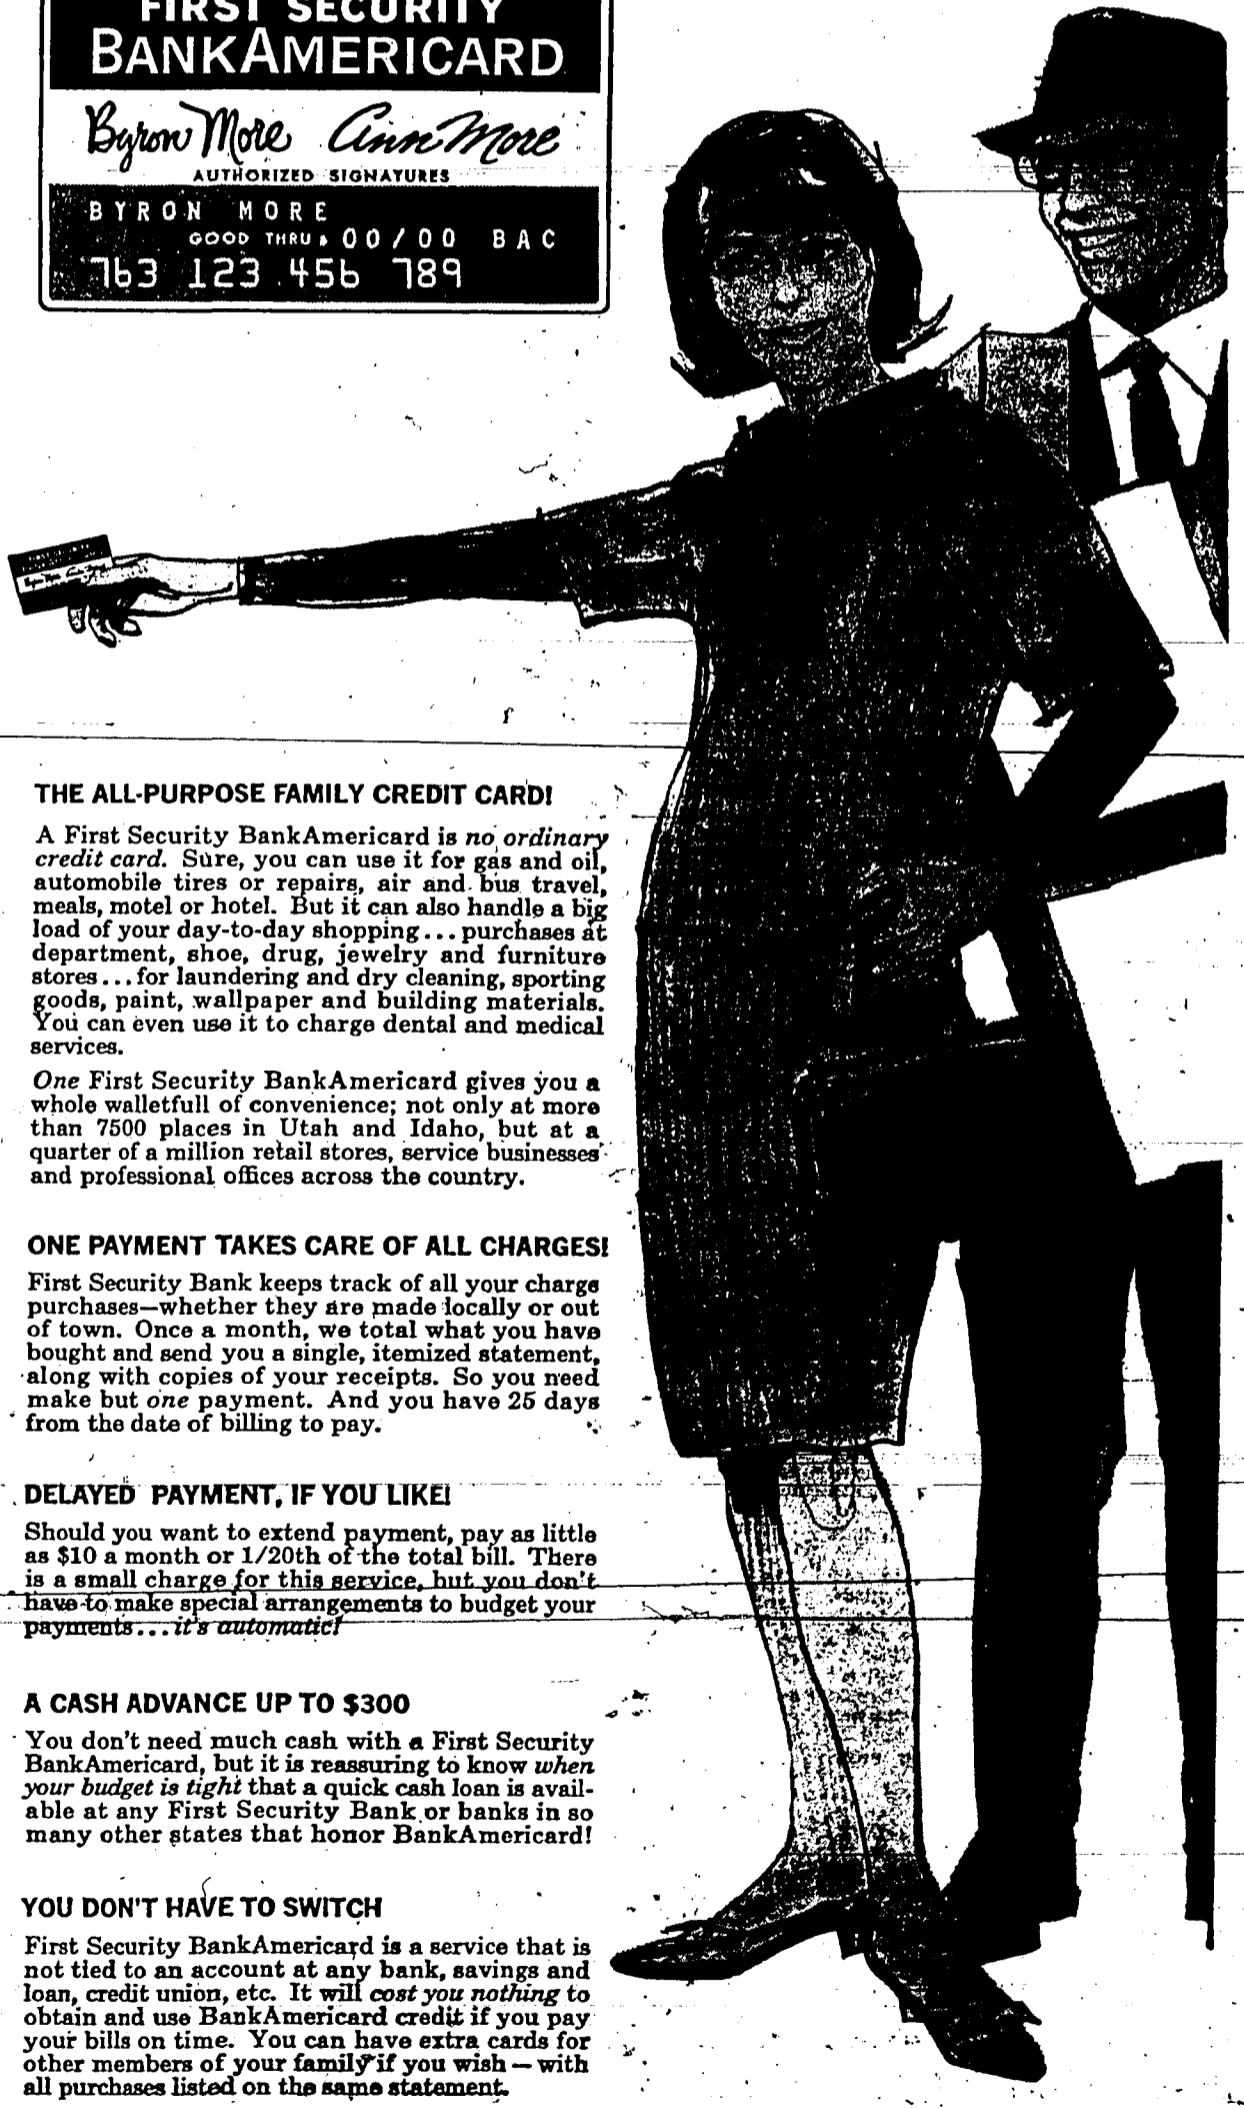 FIRST SECURITY
BANKAMERICARD
Byron More Ann More
AUTHORIZED SIGNATURES
BYRON MORE
GOOD THRU 00/00 BAC
763 123 456 789
THE ALL-PURPOSE FAMILY CREDIT CARD!
A First Security BankAmericard is no ordinary
credit card. Sure, you can use it for gas and oil,
automobile tires or repairs, air and bus travel,
meals, motel or hotel. But it can also handle a big
load of your day-to-day shopping... purchases at
department, shoe, drug, jewelry and furniture
stores...for laundering and dry cleaning, sporting
goods, paint, wallpaper and building materials.
You can even use it to charge dental and medical
services.
One First Security BankAmericard gives you a
whole walletfull of convenience; not only at more
than 7500 places in Utah and Idaho, but at a
quarter of a million retail stores, service businesses
and professional offices across the country.
ONE PAYMENT TAKES CARE OF ALL CHARGES!
First Security Bank keeps track of all your charge
purchases—whether they are made locally or out
of town. Once a month, we total what you have
bought and send you a single, itemized statement,
along with copies of your receipts. So you need
make but one payment. And you have 25 days
from the date of billing to pay.
DELAYED PAYMENT, IF YOU LIKE!
Should you want to extend payment, pay as little
as $10 a month or 1/20th of the total bill. There
is a small charge for this service, but you don't
have to make special arrangements to budget your
payments...it's automatic!
A CASH ADVANCE UP TO $300
You don't need much cash with a First Security
BankAmericard, but it is reassuring to know when
your budget is tight that a quick cash loan is avail-
able at any First Security Bank or banks in so
many other states that honor BankAmericard!
YOU DON'T HAVE TO SWITCH
First Security BankAmericard is a service that is
not tied to an account at any bank, savings and
loan, credit union, etc. It will cost you nothing to
obtain and use BankAmericard credit if you pay
your bills on time. You can have extra cards for
other members of your family if you wish — with
all purchases listed on the same statement.